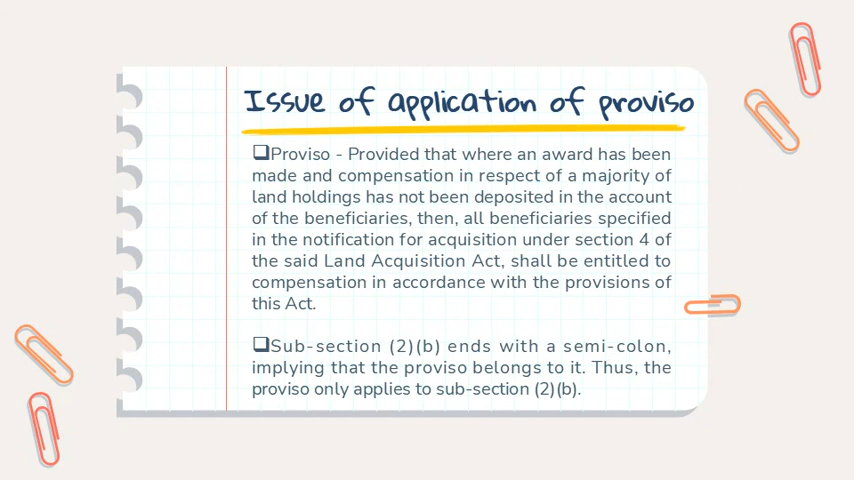 Issue of application of proviso
❑Proviso - Provided that where an award has been
made and compensation in respect of a majority of
land holdings has not been deposited in the account
of the beneficiaries, then, all beneficiaries specified
in the notification for acquisition under section 4 of
the said Land Acquisition Act, shall be entitled to
compensation in accordance with the provisions of
this Act.
❑Sub-section (2)(b) ends with a semi-colon,
implying that the proviso belongs to it. Thus, the
proviso only applies to sub-section (2)(b).